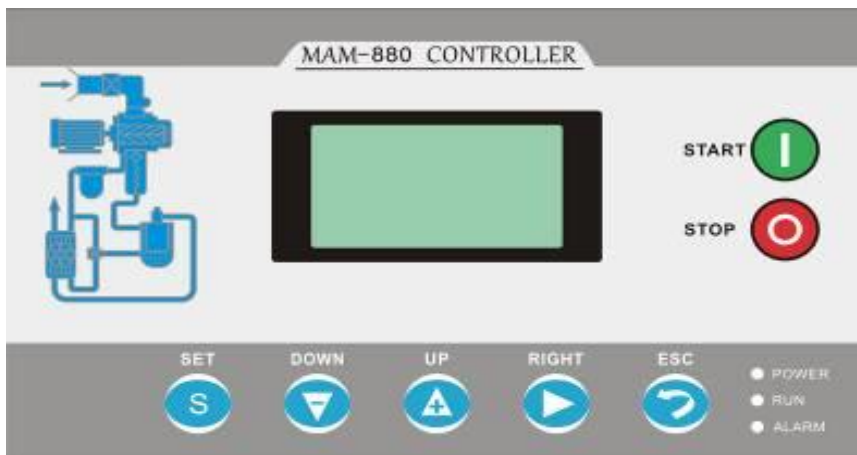 MAM-880 CONTROLLER
START
STOP
SET DOWN UP RIGHT ESC
S
POWER
RUN
ALARM